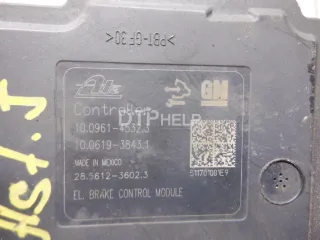 >PBT-GF30<
ate
GM
Controller
10.0961-4532.3
10.0619-3843.1
MADE IN MEXICO
28.5612-3602.3
511701001E9
EL. BRAKE CONTROL MODULE
DTPHELP